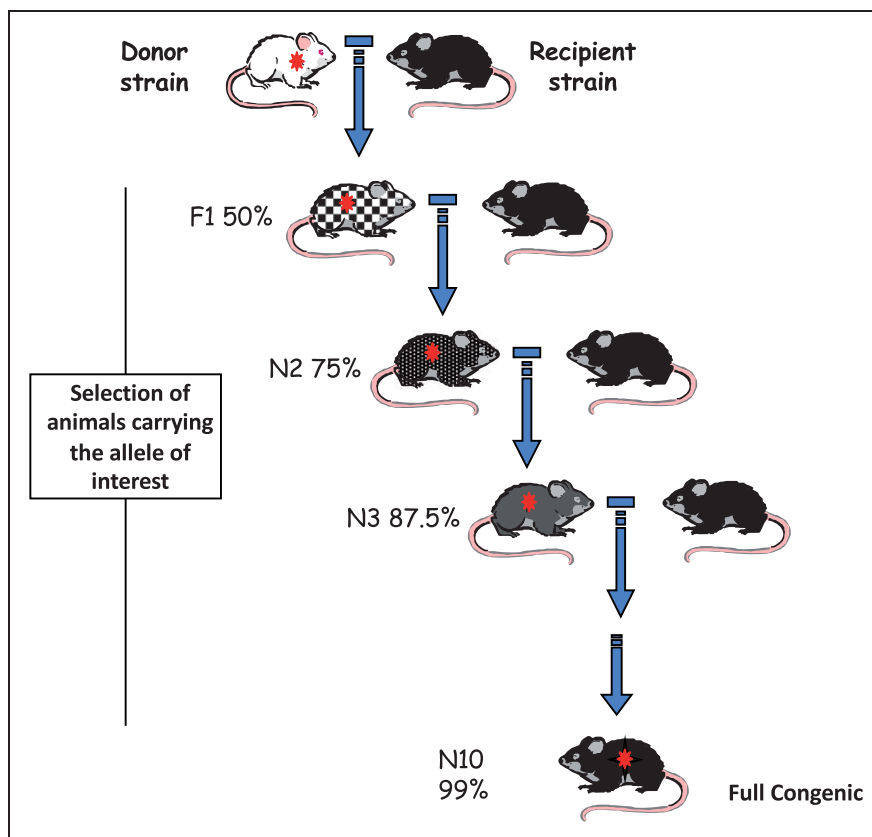 Donor
strain
Recipient
strain
F1 50%
N2 75%
Selection of
animals carrying
the allele of
interest
N3 87.5%
N10
99%
Full Congenic